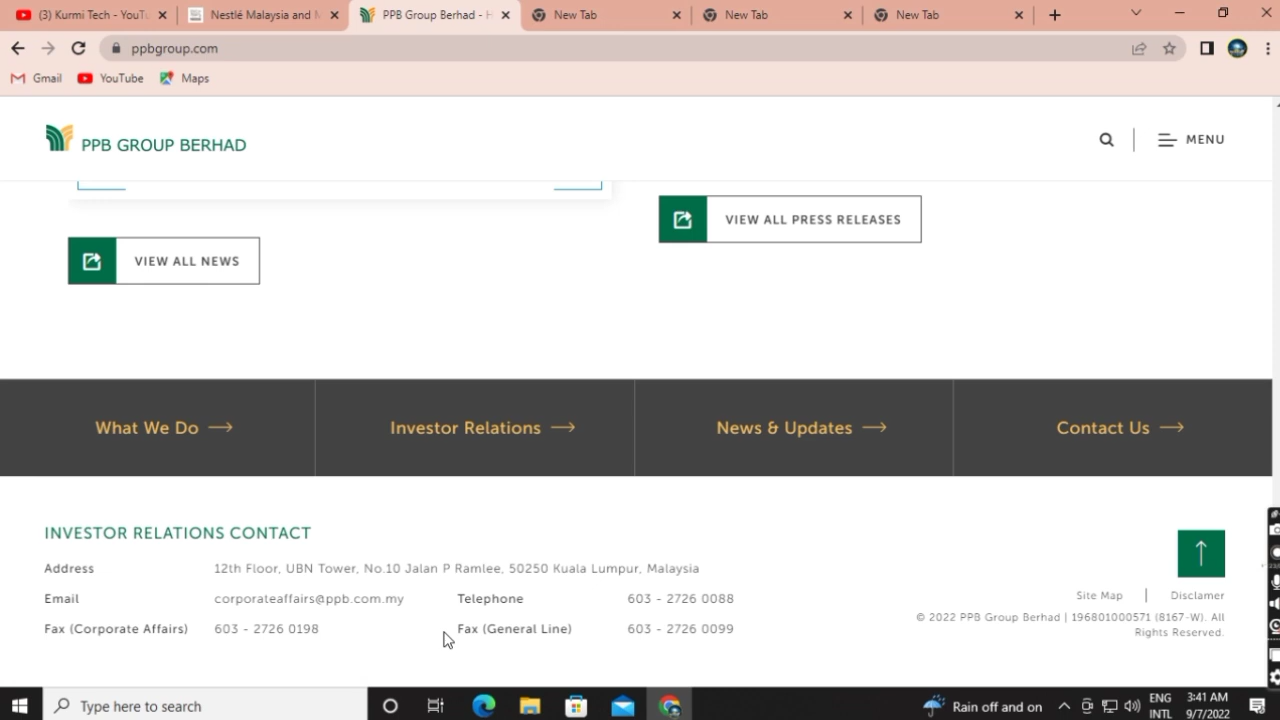 (3) Kurmi Tech - YouTu
Nestlé Malaysia and M
PPB Group Berhad - H
New Tab
New Tab
New Tab
ppbgroup.com
Gmail
YouTube
Maps
PPB GROUP BERHAD
MENU
VIEW ALL PRESS RELEASES
VIEW ALL NEWS
What We Do
Investor Relations
News & Updates
Contact Us
INVESTOR RELATIONS CONTACT
Address 12th Floor, UBN Tower, No.10 Jalan P Ramlee, 50250 Kuala Lumpur, Malaysia
Email corporateaffairs@ppb.com.my Telephone 603 - 2726 0088
Fax (Corporate Affairs) 603 - 2726 0198 Fax (General Line) 603 - 2726 0099
Site Map | Disclamer
© 2022 PPB Group Berhad | 196801000571 (8167-W). All
Rights Reserved.
Type here to search
Rain off and on
ENG
INTL
3:41 AM
9/7/2022